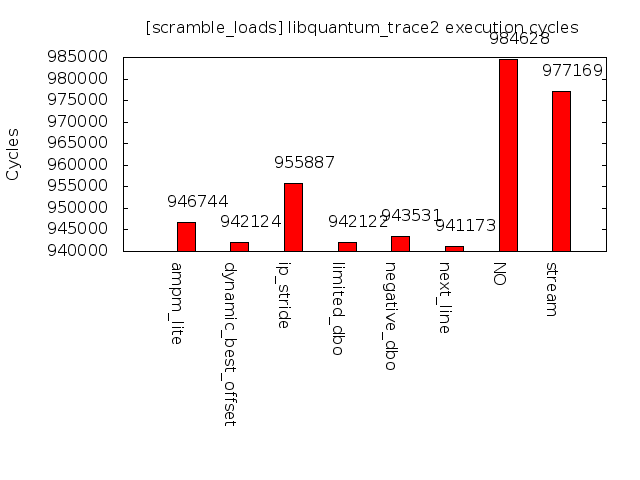 [scramble_loads] libquantum_trace2 execution cycles
Cycles
985000
980000
975000
970000
965000
960000
955000
950000
945000
940000
946744
942124
955887
942122
943531
941173
984628
977169
ampm_lite
dynamic_best_offset
ip_stride
limited_dbo
negative_dbo
next_line
NO
stream